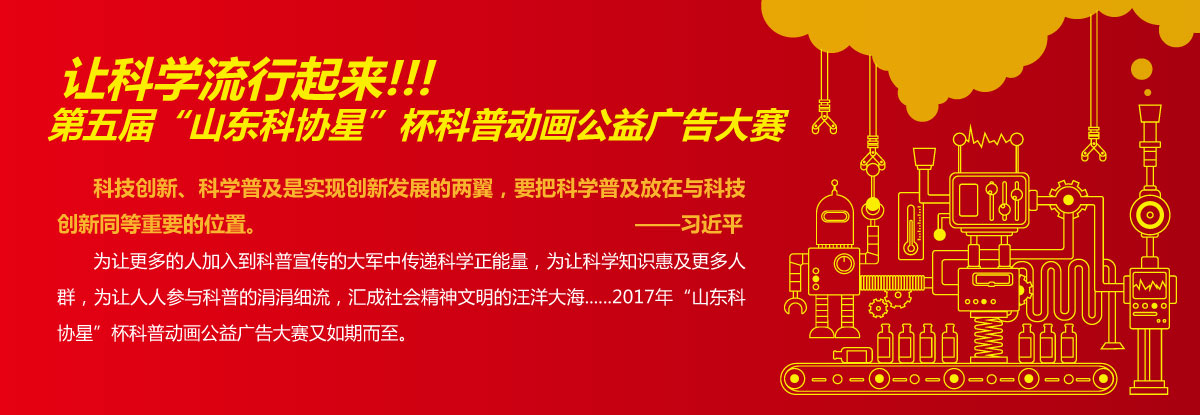 让科学流行起来!!!
第五届“山东科协星”杯科普动画公益广告大赛
科技创新、科学普及是实现创新发展的两翼，要把科学普及放在与科技
创新同等重要的位置。 ——习近平
为让更多的人加入到科普宣传的大军中传递科学正能量，为让科学知识惠及更多人
群，为让人人参与科普的涓涓细流，汇成社会精神文明的汪洋大海......2017年“山东科
协星”杯科普动画公益广告大赛又如期而至。